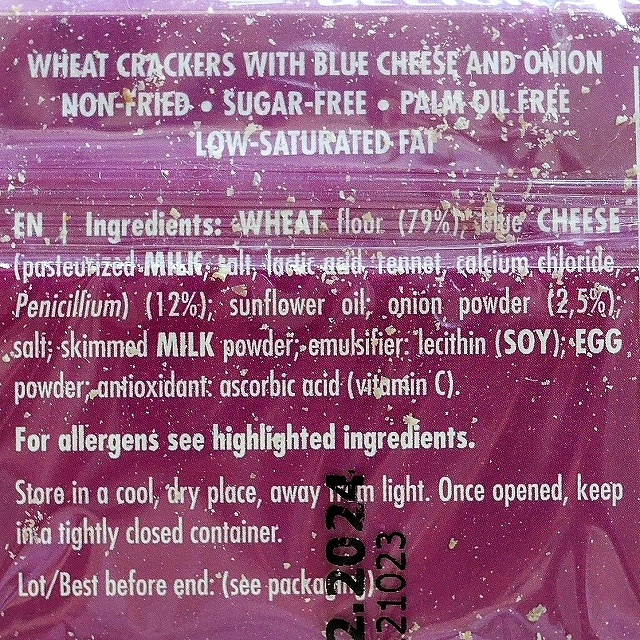 WHEAT CRACKERS WITH BLUE CHEESE AND ONION
NON-FRIED • SUGAR-FREE • PALM OIL FREE
LOW-SATURATED FAT
EN | Ingredients: WHEAT flour (79%); blue CHEESE
(pasteurized MILK, salt, lactic acid, rennet, calcium chloride,
Penicillium) (12%); sunflower oil; onion powder (2,5%);
salt; skimmed MILK powder; emulsifier: lecithin (SOY); EGG
powder; antioxidant: ascorbic acid (vitamin C).
For allergens see highlighted ingredients.
Store in a cool, dry place, away from light. Once opened, keep
in a tightly closed container.
Lot/Best before end: (see packaging)
2.2024
21023